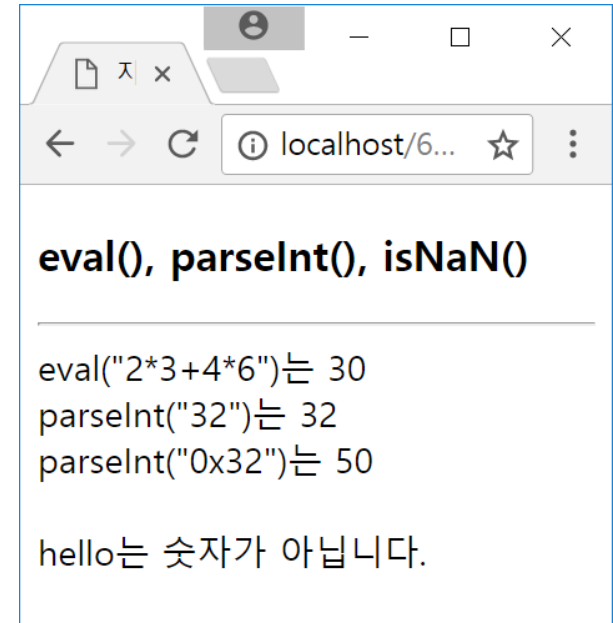 지
localhost/6...
eval(), parseInt(), isNaN()
eval("2*3+4*6")는 30
parseInt("32")는 32
parseInt("0x32")는 50
hello는 숫자가 아닙니다.